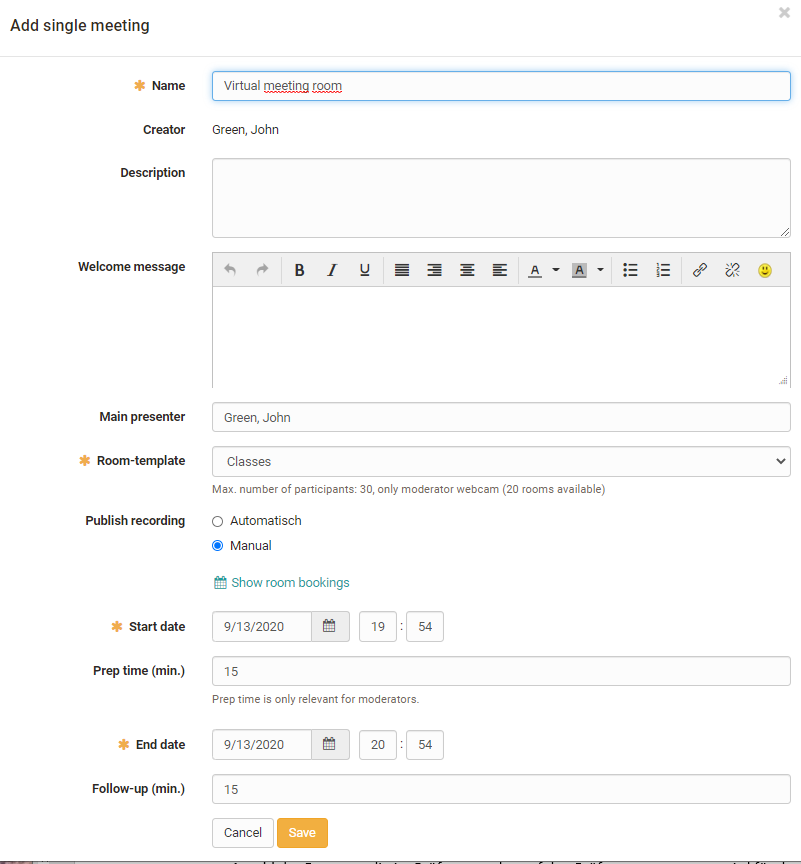 Add single meeting
Name Virtual meeting room
Creator Green, John
Description
Welcome message
B I U A A
Main presenter Green, John
Room-template Classes
Max. number of participants: 30, only moderator webcam (20 rooms available)
Publish recording Automatisch
Manual
Show room bookings
Start date 9/13/2020 19 : 54
Prep time (min.) 15
Prep time is only relevant for moderators.
End date 9/13/2020 20 : 54
Follow-up (min.) 15
Cancel Save